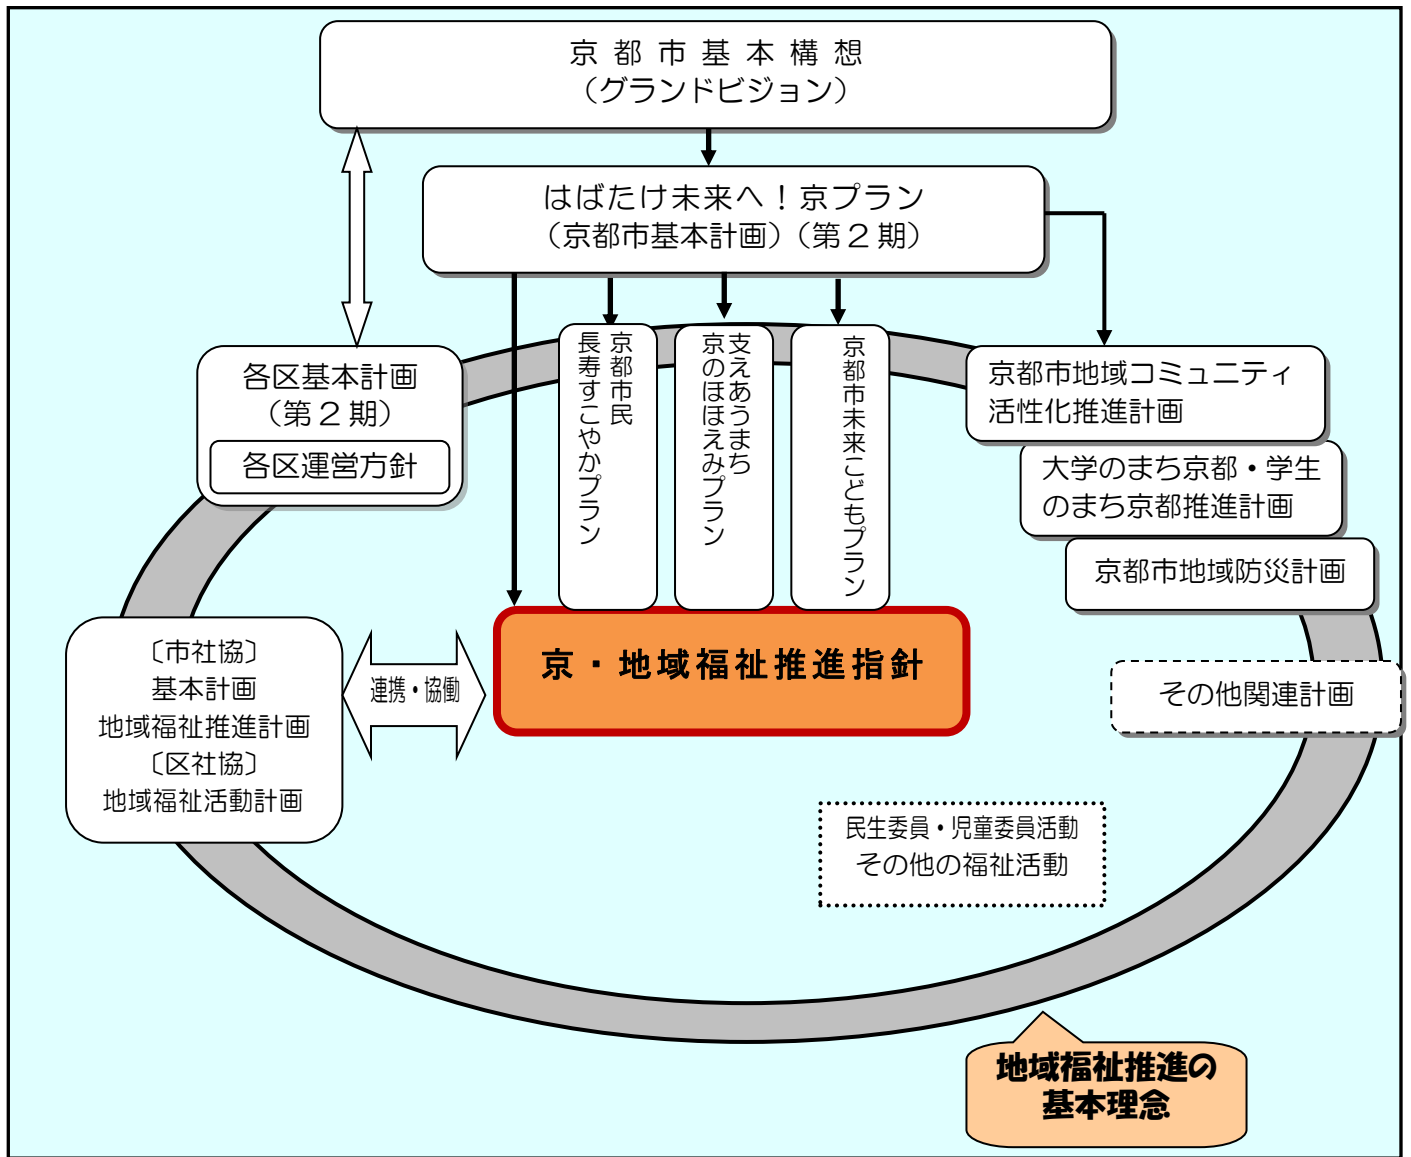 京都市基本構想
（グランドビジョン）
はばたけ未来へ！京プラン
（京都市基本計画）（第２期）
各区基本計画
（第２期）
各区運営方針
京都市民
長寿すこやかプラン
支えあうまち
京のほほえみプラン
京都市未来こどもプラン
京都市地域コミュニティ
活性化推進計画
大学のまち京都・学生
のまち京都推進計画
京都市地域防災計画
〔市社協〕
基本計画
地域福祉推進計画
〔区社協〕
地域福祉活動計画
連携・協働
京・地域福祉推進指針
その他関連計画
民生委員・児童委員活動
その他の福祉活動
地域福祉推進の
基本理念